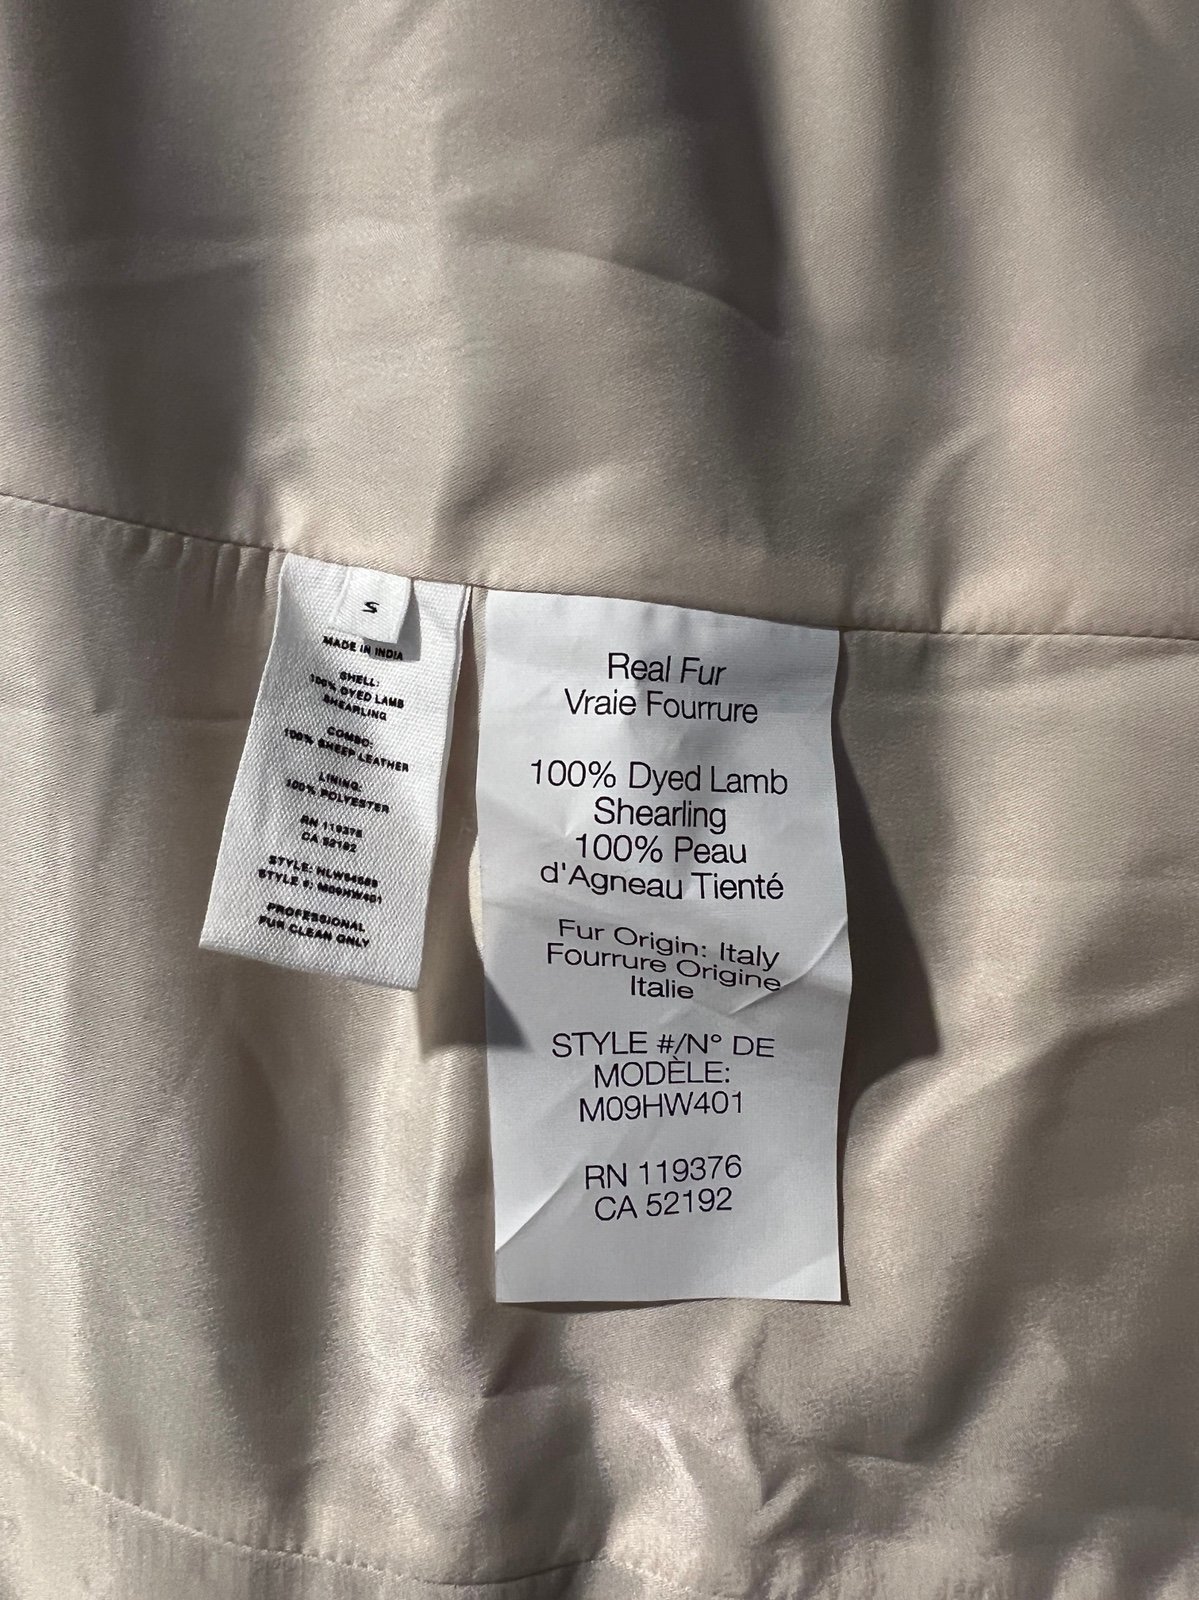 S
MADE IN INDIA
SHELL:
100% DYED LAMB
SHEARLING
COMBO:
100% SHEEP LEATHER
LINING:
100% POLYESTER
RN 119376
CA 52192
STYLE:
STYLE #: M09HW401
PROFESSIONAL
FUR CLEAN ONLY
Real Fur
Vraie Fourrure
100% Dyed Lamb
Shearling
100% Peau
d'Agneau Tienté
Fur Origin: Italy
Fourrure Origine
Italie
STYLE #/N° DE
MODÈLE:
M09HW401
RN 119376
CA 52192